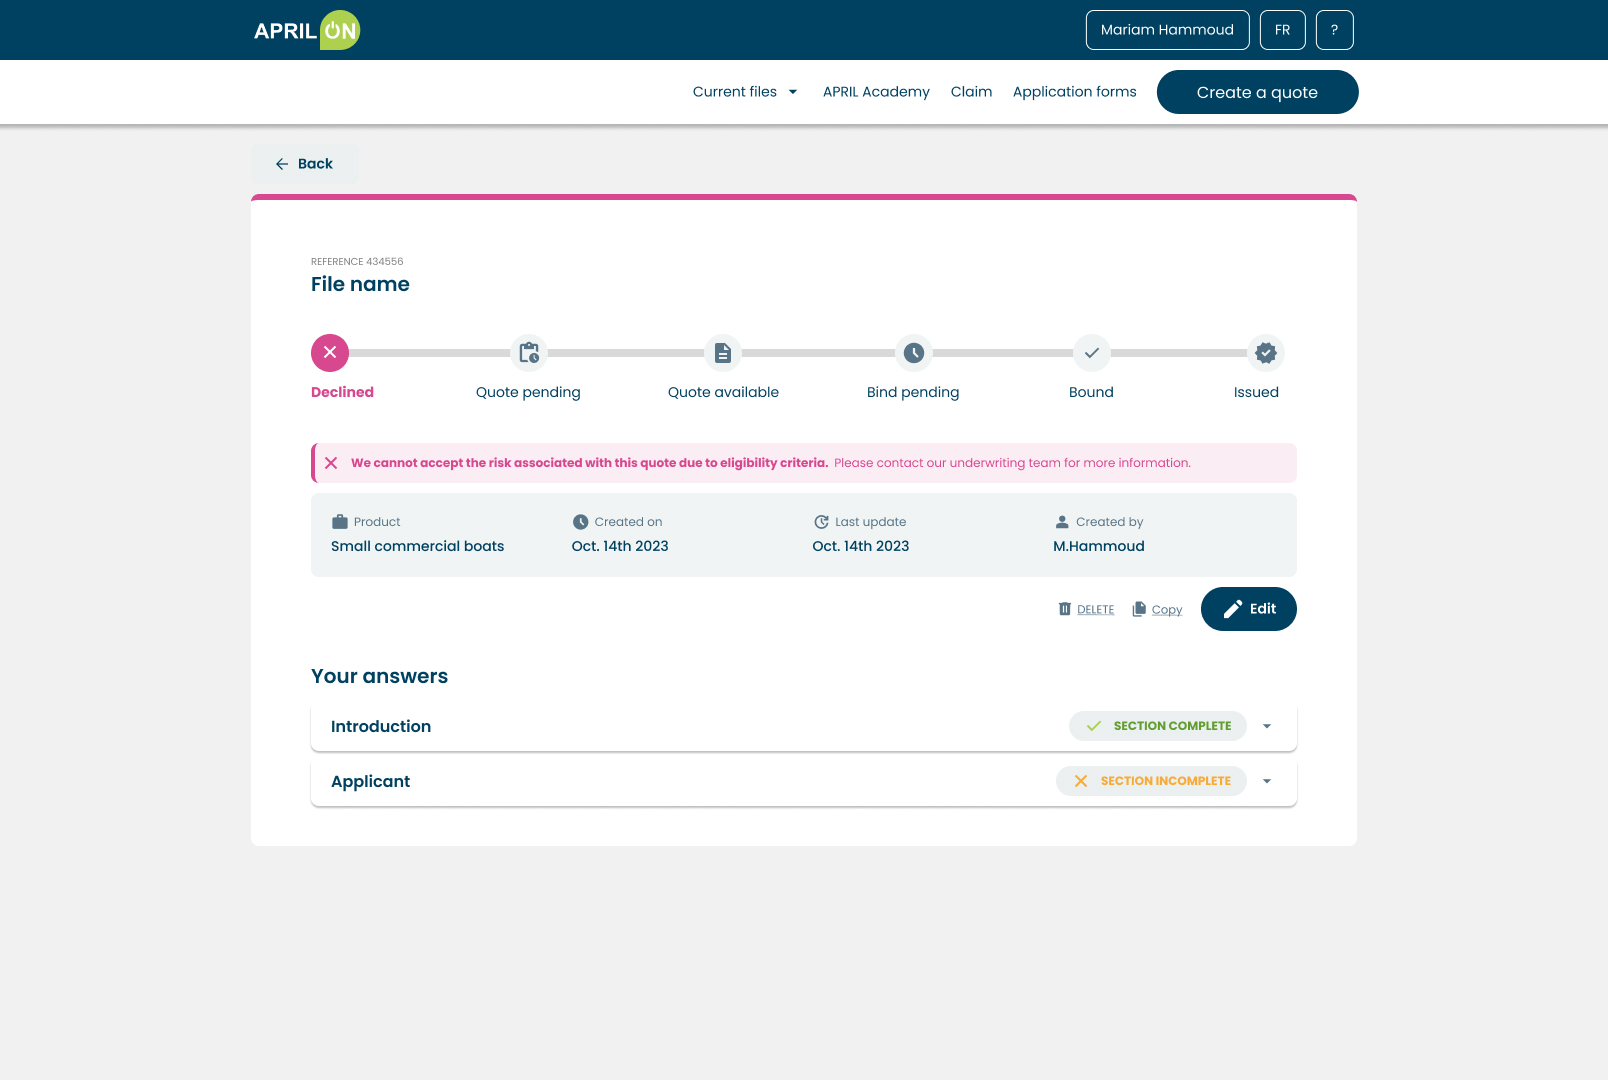 APRIL ON
Mariam Hammoud
FR
?
Current files
APRIL Academy
Claim
Application forms
Create a quote
Back
REFERENCE 434556
File name
Declined
Quote pending
Quote available
Bind pending
Bound
Issued
We cannot accept the risk associated with this quote due to eligibility criteria. Please contact our underwriting team for more information.
Product
Created on
Last update
Created by
Small commercial boats
Oct. 14th 2023
Oct. 14th 2023
M.Hammoud
DELETE
Copy
Edit
Your answers
Introduction
SECTION COMPLETE
Applicant
SECTION INCOMPLETE